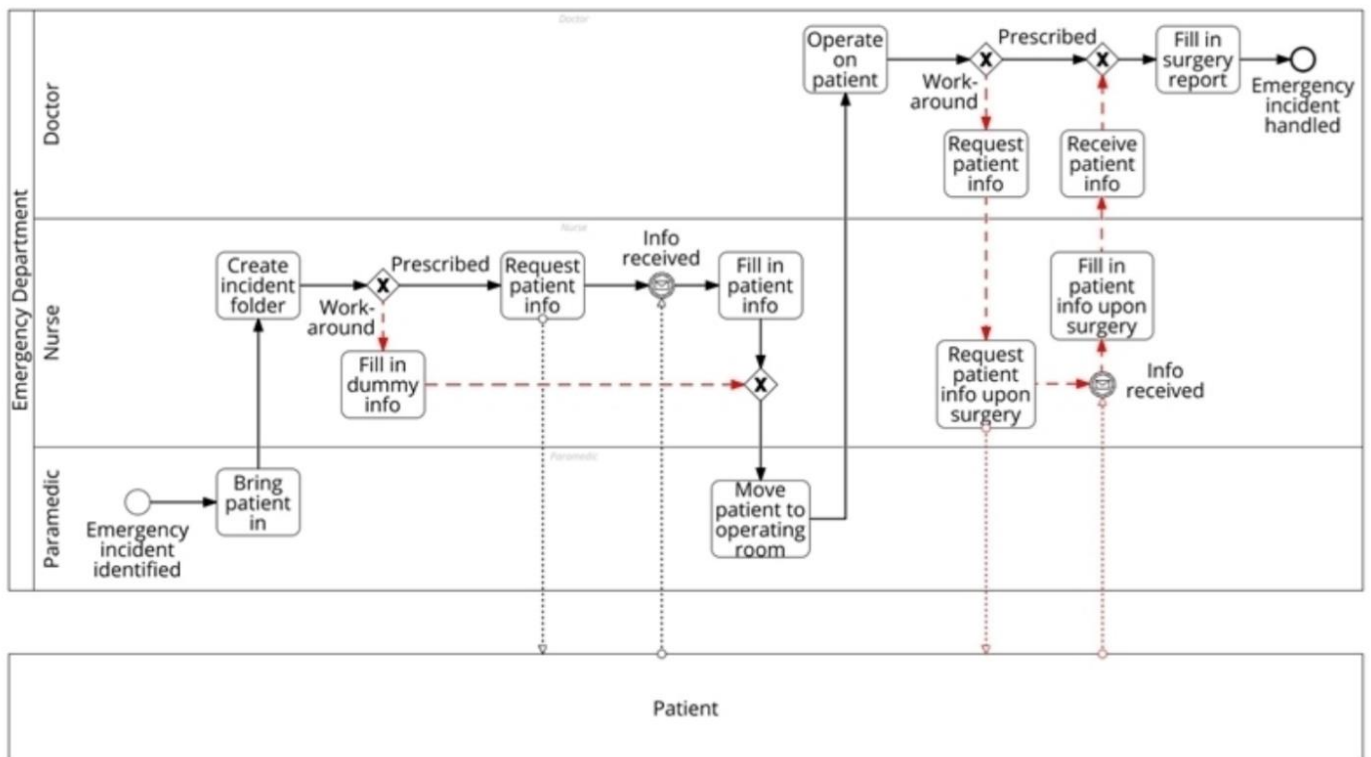 Doctor
Operate
on
patient
Prescribed
Fill in
surgery
report
Work-
around
Emergency
incident
handled
Request
patient
info
Receive
patient
info
Doctor
Emergency Department
Nurse
Create
incident
folder
Prescribed
Work-
around
Request
patient
info
Info
received
Fill in
patient
info
Fill in
dummy
info
Fill in
patient
info upon
surgery
Request
patient
info upon
surgery
Info
received
Nurse
Paramedic
Bring
patient
in
Emergency
incident
identified
Move
patient to
operating
room
Paramedic
Patient